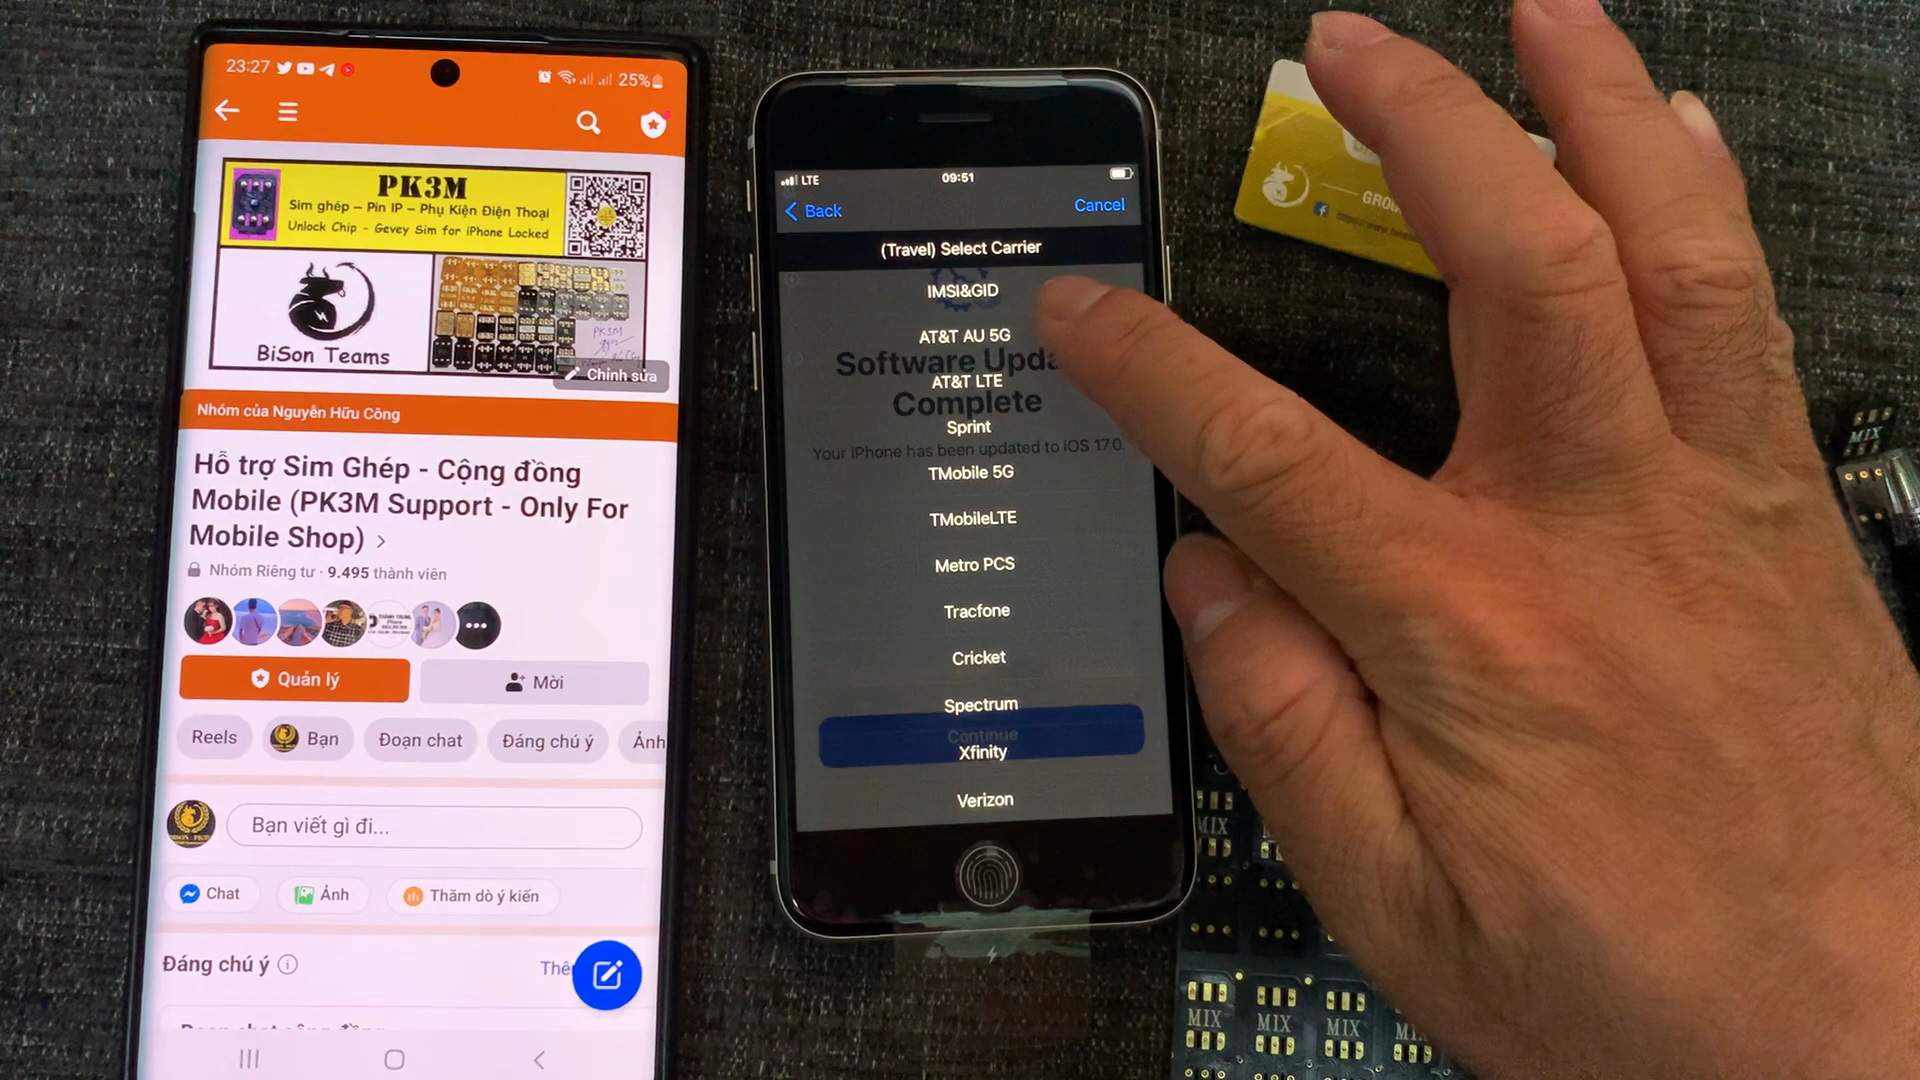 23:27
25%
PK3M
Sim ghép – Pin IP – Phụ Kiện Điện Thoại
Unlock Chip - Gevey Sim for iPhone Locked
BiSon Teams
PK3M
Chỉnh sửa
Nhóm của Nguyễn Hữu Công
Hỗ trợ Sim Ghép - Cộng đồng
Mobile (PK3M Support - Only For
Mobile Shop) >
Nhóm Riêng tư · 9.495 thành viên
Quản lý
Mời
Reels
Bạn
Đoạn chat
Đáng chú ý
Ảnh
Bạn viết gì đi...
Chat
Ảnh
Thăm dò ý kiến
Đáng chú ý
LTE
09:51
Back
Cancel
(Travel) Select Carrier
IMSI&GID
AT&T AU 5G
Software Upda
AT&T LTE
Complete
Sprint
Your iPhone has been updated to iOS 17.0.
TMobile 5G
TMobileLTE
Metro PCS
Tracfone
Cricket
Spectrum
Continue
Xfinity
Verizon
MIX
MIX
MIX
MIX
MIX
MIX